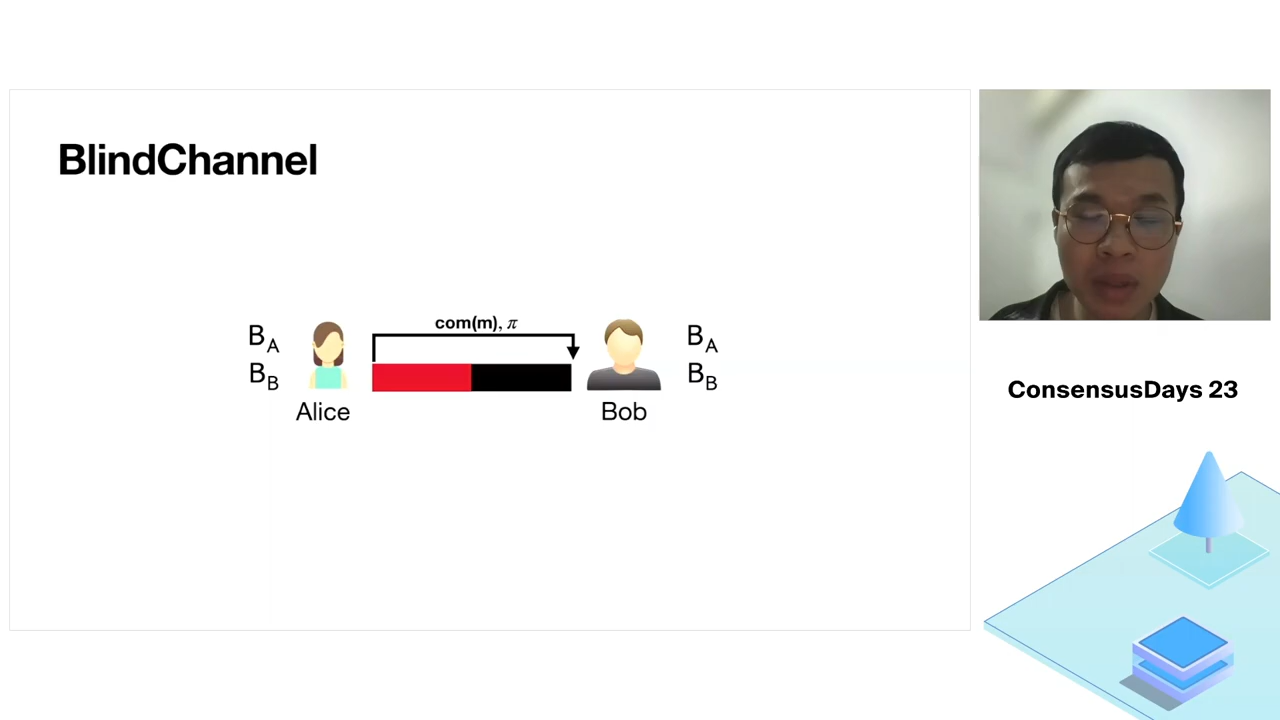 BlindChannel
com(m), π
B_A
B_B
Alice
B_A
B_B
Bob
ConsensusDays 23